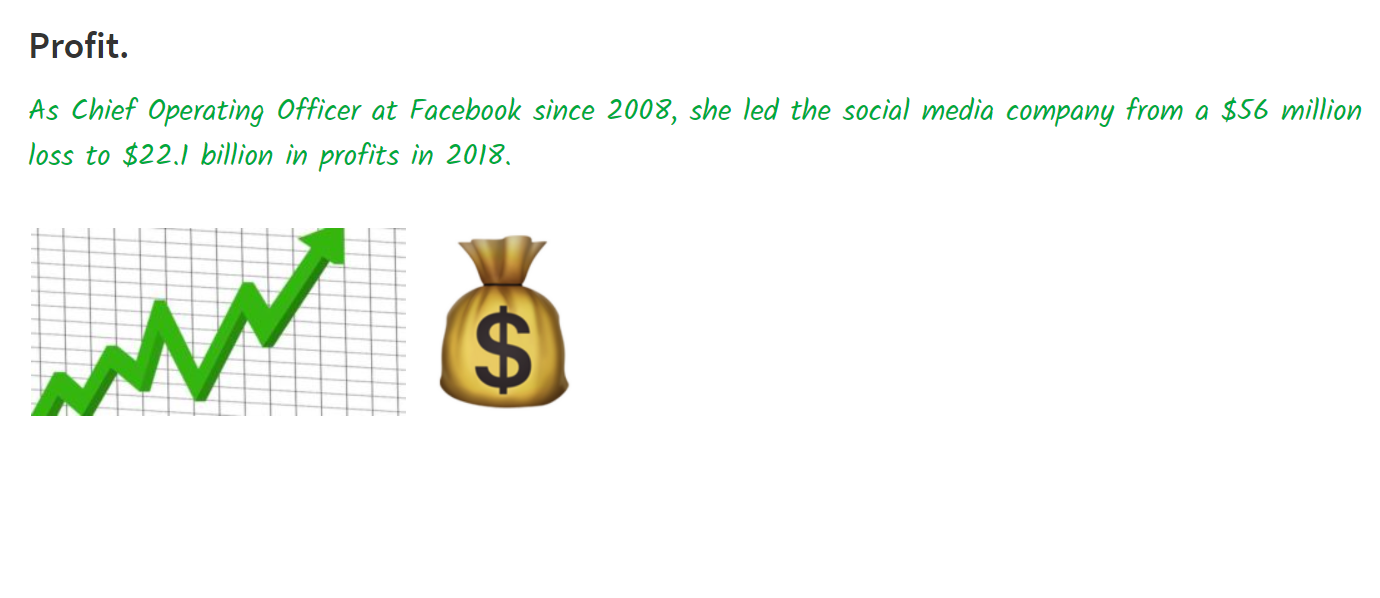 Profit.
As Chief Operating Officer at Facebook since 2008, she led the social media company from a $56 million
loss to $22.1 billion in profits in 2018.
$